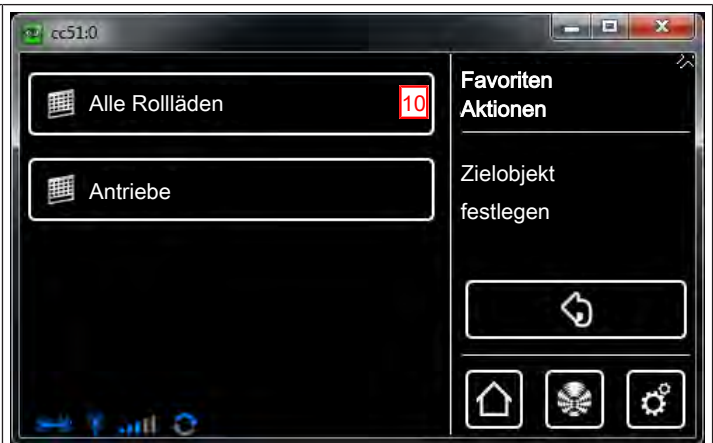 cc51:0
Alle Rollläden 10
Antriebe
Favoriten
Aktionen
Zielobjekt
festlegen